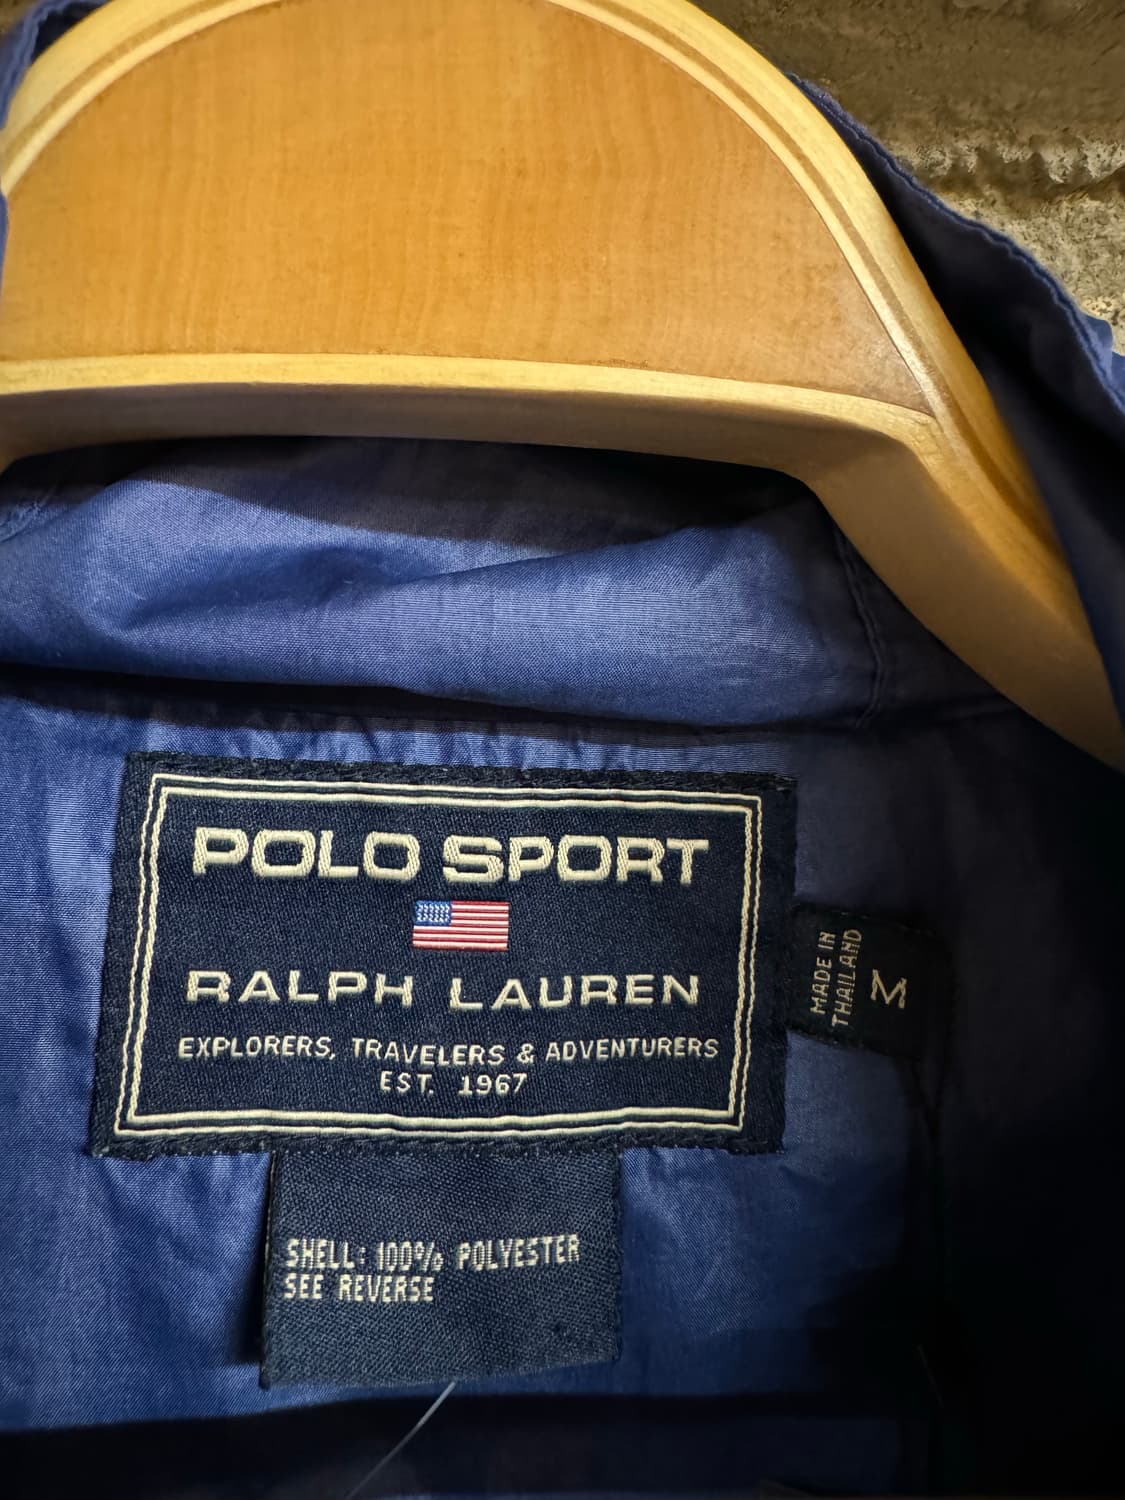 POLO SPORT
RALPH LAUREN
EXPLORERS, TRAVELERS & ADVENTURERS
EST. 1967
MADE IN
THAILAND
M
SHELL: 100% POLYESTER
SEE REVERSE